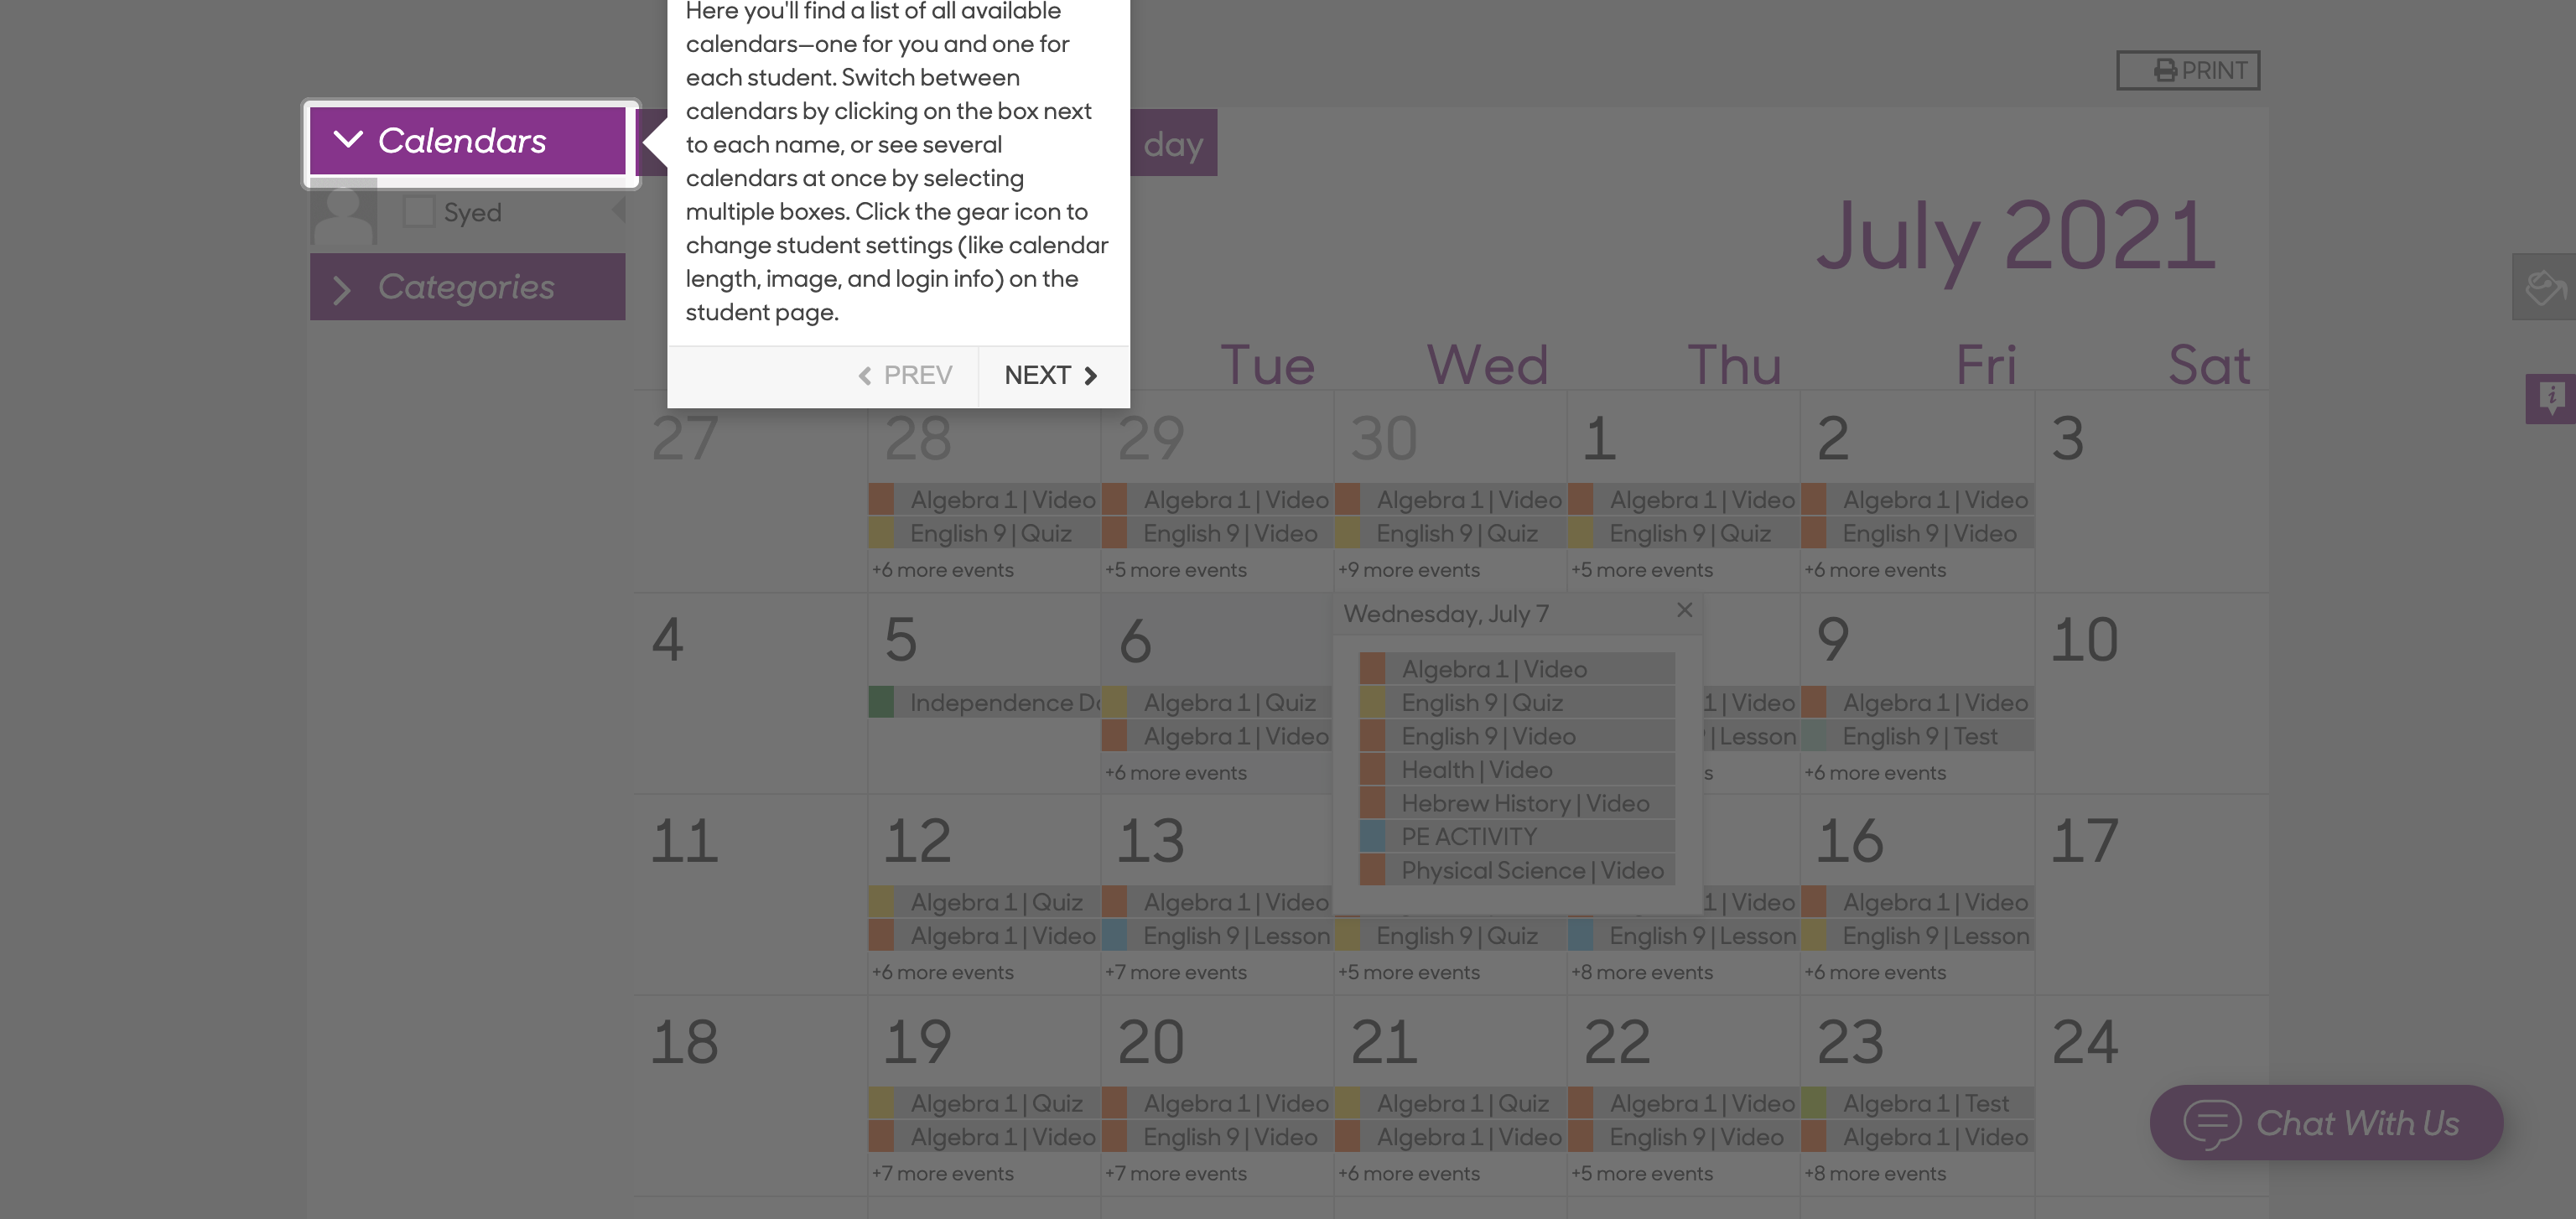 Here you'll find a list of all available
calendars—one for you and one for
each student. Switch between
calendars by clicking on the box next
to each name, or see several
calendars at once by selecting
multiple boxes. Click the gear icon to
change student settings (like calendar
length, image, and login info) on the
student page.
PREV NEXT
PRINT
Calendars
day
Syed
Categories
July 2021
Tue Wed Thu Fri Sat
27 28 29 30 1 2 3
Algebra 1 | Video Algebra 1 | Video Algebra 1 | Video Algebra 1 | Video Algebra 1 | Video
English 9 | Quiz English 9 | Video English 9 | Quiz English 9 | Quiz English 9 | Video
+6 more events +5 more events +9 more events +5 more events +6 more events
4 5 6 9 10
Independence Da Algebra 1 | Quiz 1 | Video Algebra 1 | Video
Algebra 1 | Video | Lesson English 9 | Test
+6 more events s +6 more events
Wednesday, July 7
Algebra 1 | Video
English 9 | Quiz
English 9 | Video
Health | Video
Hebrew History | Video
PE ACTIVITY
Physical Science | Video
11 12 13 16 17
Algebra 1 | Quiz Algebra 1 | Video 1 | Video Algebra 1 | Video
Algebra 1 | Video English 9 | Lesson English 9 | Quiz English 9 | Lesson English 9 | Lesson
+6 more events +7 more events +5 more events +8 more events +6 more events
18 19 20 21 22 23 24
Algebra 1 | Quiz Algebra 1 | Video Algebra 1 | Quiz Algebra 1 | Video Algebra 1 | Test
Algebra 1 | Video English 9 | Video Algebra 1 | Video English 9 | Video Algebra 1 | Video
+7 more events +7 more events +6 more events +5 more events +8 more events
Chat With Us